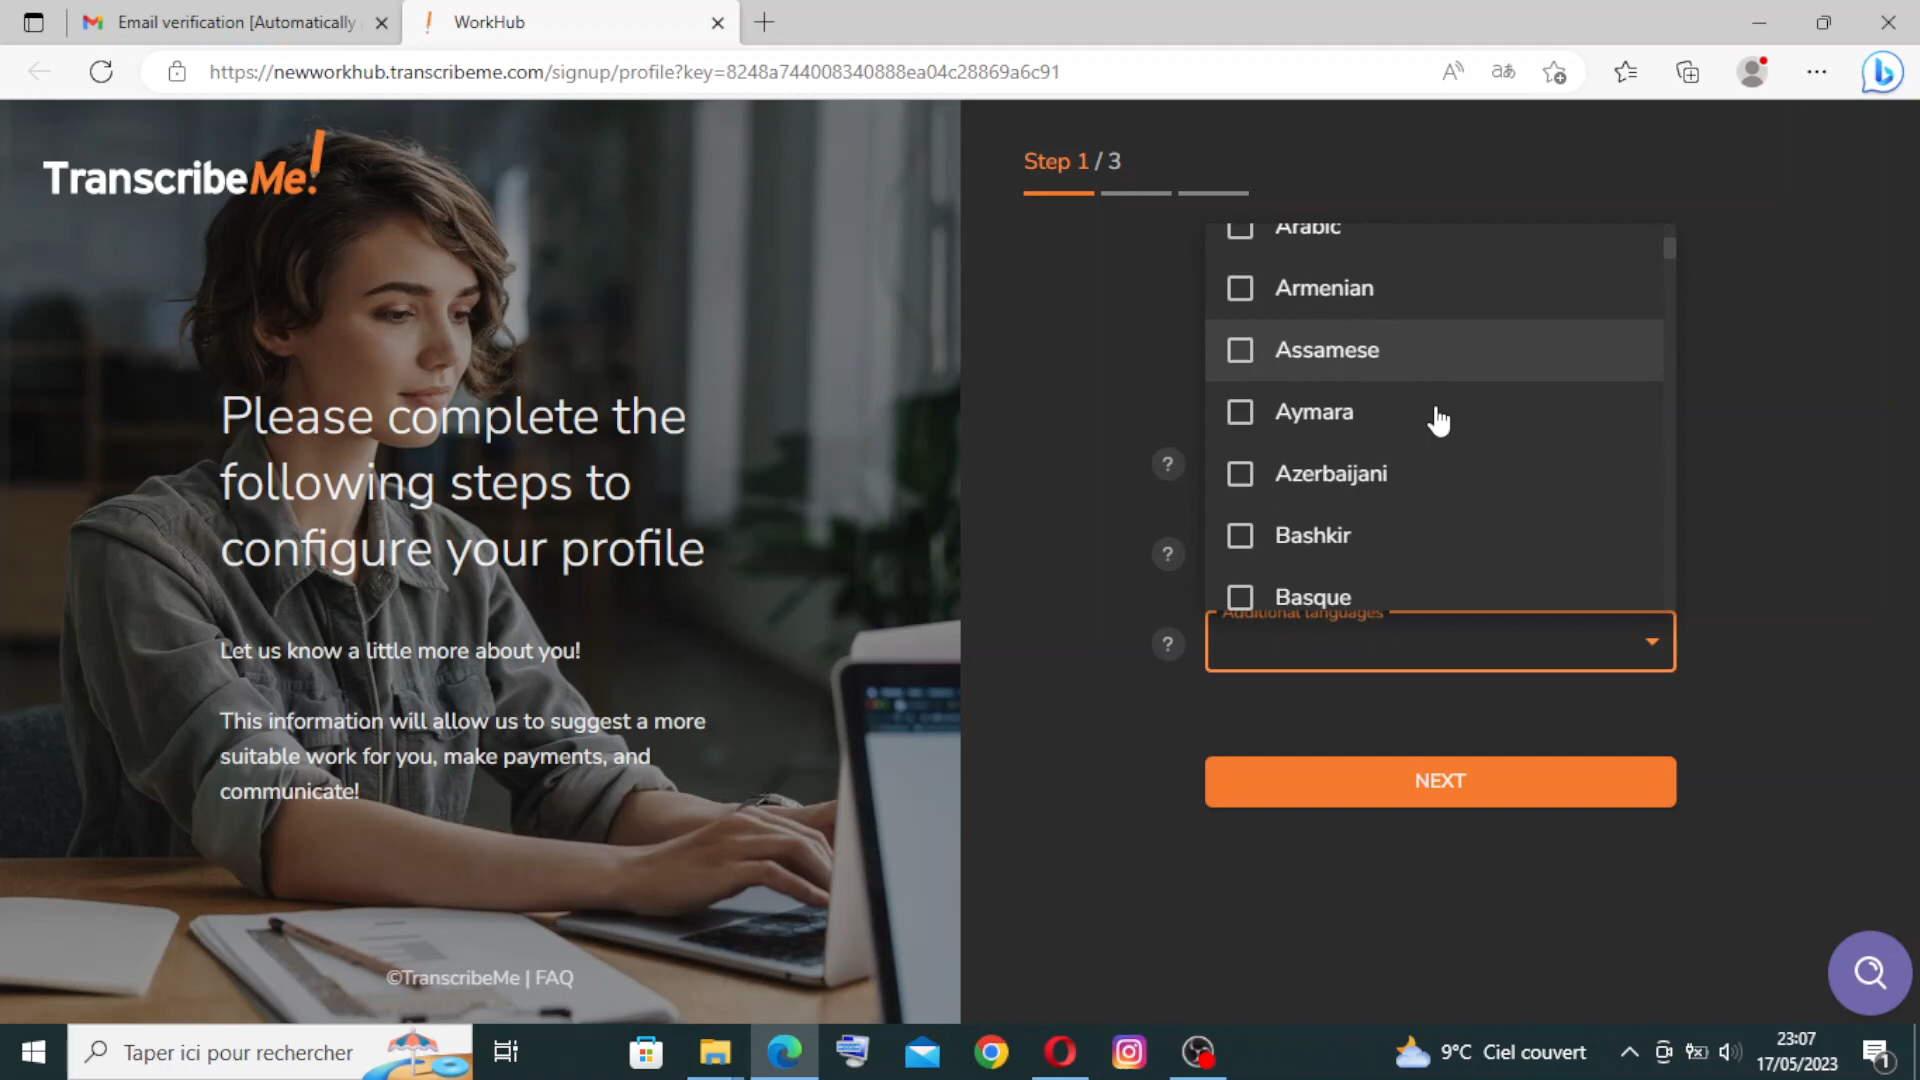 Email verification [Automatically
WorkHub
https://newworkhub.transcribeme.com/signup/profile?key=8248a744008340888ea04c28869a6c91
TranscribeMe!
Please complete the
following steps to
configure your profile
Let us know a little more about you!
This information will allow us to suggest a more
suitable work for you, make payments, and
communicate!
©TranscribeMe | FAQ
Step 1 / 3
Arabic
Armenian
Assamese
Aymara
Azerbaijani
?
Bashkir
?
Basque
Additional languages
?
NEXT
Taper ici pour rechercher
9°C Ciel couvert
23:07
17/05/2023
1